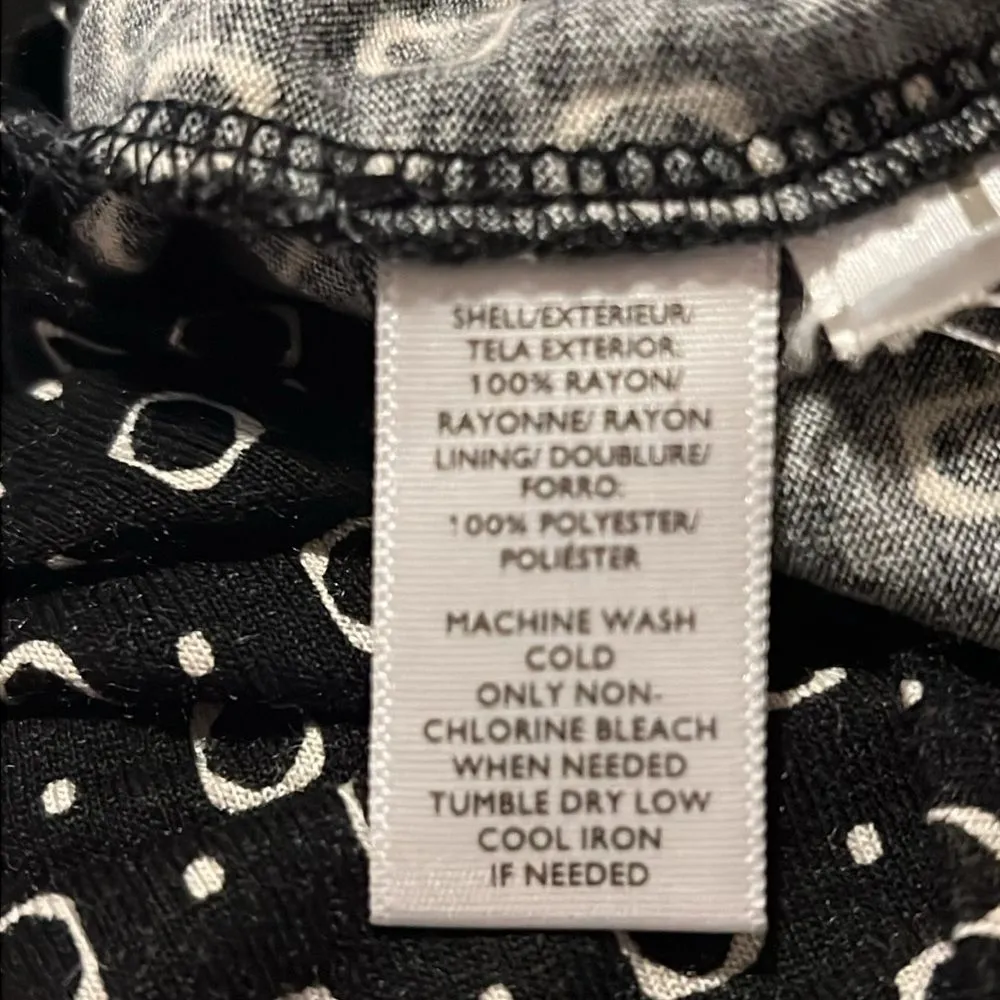 SHELL/EXTÉRIEUR/
TELA EXTERIOR:
100% RAYON/
RAYONNE/ RAYÓN
LINING/ DOUBLURE/
FORRO:
100% POLYESTER/
POLIÉSTER
MACHINE WASH
COLD
ONLY NON-
CHLORINE BLEACH
WHEN NEEDED
TUMBLE DRY LOW
COOL IRON
IF NEEDED